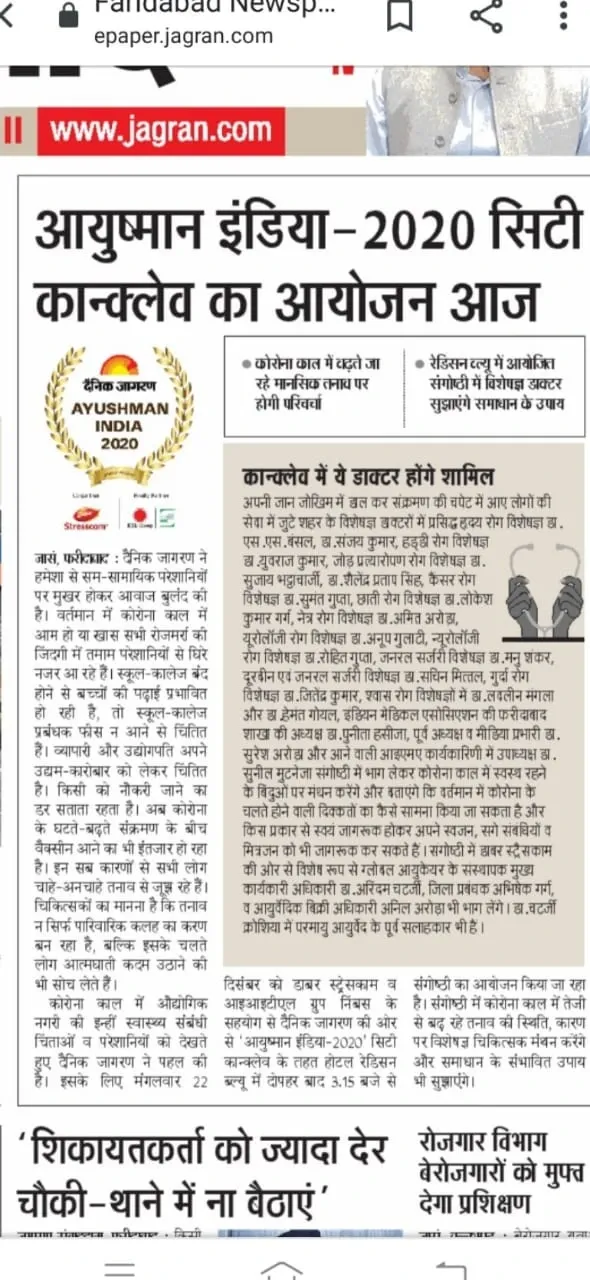 Faridabad Newsp...
epaper.jagran.com
www.jagran.com
आयुष्मान इंडिया-2020 सिटी
कान्क्लेव का आयोजन आज
दैनिक जागरण
AYUSHMAN
INDIA
2020
Stresscom
● कोरोना काल में बढ़ते जा
रहे मानसिक तनाव पर
होगी परिचर्चा
● रेडिसन ब्ल्यू में आयोजित
संगोष्ठी में विशेषज्ञ डाक्टर
सुझाएंगे समाधान के उपाय
जासं, फरीदाबाद : दैनिक जागरण ने
हमेशा से सम-सामायिक परेशानियों
पर मुखर होकर आवाज बुलंद की
है। वर्तमान में कोरोना काल में
आम हो या खास सभी रोजमर्रा की
जिंदगी में तमाम परेशानियों से घिरे
नजर आ रहे हैं। स्कूल-कालेज बंद
होने से बच्चों की पढ़ाई प्रभावित
हो रही है, तो स्कूल-कालेज
प्रबंधक फीस न आने से चिंतित
हैं। व्यापारी और उद्योगपति अपने
उद्यम-कारोबार को लेकर चिंतित
है। किसी को नौकरी जाने का
डर सताता रहता है। अब कोरोना
के घटते-बढ़ते संक्रमण के बीच
वैक्सीन आने का भी इंतजार हो रहा
है। इन सब कारणों से सभी लोग
चाहे-अनचाहे तनाव से जूझ रहे हैं।
चिकित्सकों का मानना है कि तनाव
न सिर्फ पारिवारिक कलह का करण
बन रहा है, बल्कि इसके चलते
लोग आत्मघाती कदम उठाने की
भी सोच लेते हैं।
कोरोना काल में औद्योगिक
नगरी की इन्हीं स्वास्थ्य संबंधी
चिंताओं व परेशानियों को देखते
हुए दैनिक जागरण ने पहल की
है। इसके लिए मंगलवार 22
कान्क्लेव में ये डाक्टर होंगे शामिल
अपनी जान जोखिम में डाल कर संक्रमण की चपेट में आए लोगों की
सेवा में जुटे शहर के विशेषज्ञ डाक्टरों में प्रसिद्ध हृदय रोग विशेषज्ञ डा.
एस.एस.बंसल, डा.संजय कुमार, हड्डी रोग विशेषज्ञ
डा.युवराज कुमार, जोड़ प्रत्यारोपण रोग विशेषज्ञ डा.
सुजाय भट्टाचार्जी, डा.शैलेंद्र प्रताप सिंह, कैंसर रोग
विशेषज्ञ डा.सुमंत गुप्ता, छाती रोग विशेषज्ञ डा.लोकेश
कुमार गर्ग, नेत्र रोग विशेषज्ञ डा.अमित अरोड़ा,
यूरोलॉजी रोग विशेषज्ञ डा.अनूप गुलाटी, न्यूरोलॉजी
रोग विशेषज्ञ डा.रोहित गुप्ता, जनरल सर्जरी विशेषज्ञ डा.मनु शंकर,
दूरबीन एवं जनरल सर्जरी विशेषज्ञ डा.सचिन मित्तल, गुर्दा रोग
विशेषज्ञ डा.जितेंद्र कुमार, श्वास रोग विशेषज्ञों में डा.लवलीन मंगला
और डा.हेमंत गोयल, इंडियन मेडिकल एसोसिएशन की फरीदाबाद
शाखा की अध्यक्ष डा.पुनीता हसीजा, पूर्व अध्यक्ष व मीडिया प्रभारी डा.
सुरेश अरोड़ा और आने वाली आइएमए कार्यकारिणी में उपाध्यक्ष डा.
सुनील संगोष्ठी में भाग लेकर कोरोना काल में स्वस्थ रहने
के बिंदुओं पर मंथन करेंगे और बताएंगे कि वर्तमान में कोरोना के
चलते होने वाली दिक्कतों का कैसे सामना किया जा सकता है और
किस प्रकार से स्वयं जागरूक होकर अपने स्वजन, सगे संबंधियों व
मित्रजन को भी जागरूक कर सकते हैं। संगोष्ठी में डाबर स्ट्रैसकाम
की ओर से विशेष रूप से ग्लोबल आयुकेयर के संस्थापक मुख्य
कार्यकारी अधिकारी डा.अरिंदम चटर्जी, जिला प्रबंधक अभिषेक गर्ग,
व आयुर्वेदिक बिक्री अधिकारी अनिल अरोड़ा भी भाग लेंगे। डा.चटर्जी
क्रोशिया में परमायु आयुर्वेद के पूर्व सलाहकार भी हैं।
दिसंबर को डाबर स्ट्रेसकाम व
आइआइटीएल ग्रुप निंबस के
सहयोग से दैनिक जागरण की ओर
से 'आयुष्मान इंडिया-2020' सिटी
कान्क्लेव के तहत होटल रेडिसन
ब्ल्यू में दोपहर बाद 3.15 बजे से
संगोष्ठी का आयोजन किया जा रहा
है। संगोष्ठी में कोरोना काल में तेजी
से बढ़ रहे तनाव की स्थिति, कारण
पर विशेषज्ञ चिकित्सक मंथन करेंगे
और समाधान के संभावित उपाय
भी सुझाएंगे।
'शिकायतकर्ता को ज्यादा देर
चौकी-थाने में ना बैठाएं'
रोजगार विभाग
बेरोजगारों को मुफ्त
देगा प्रशिक्षण